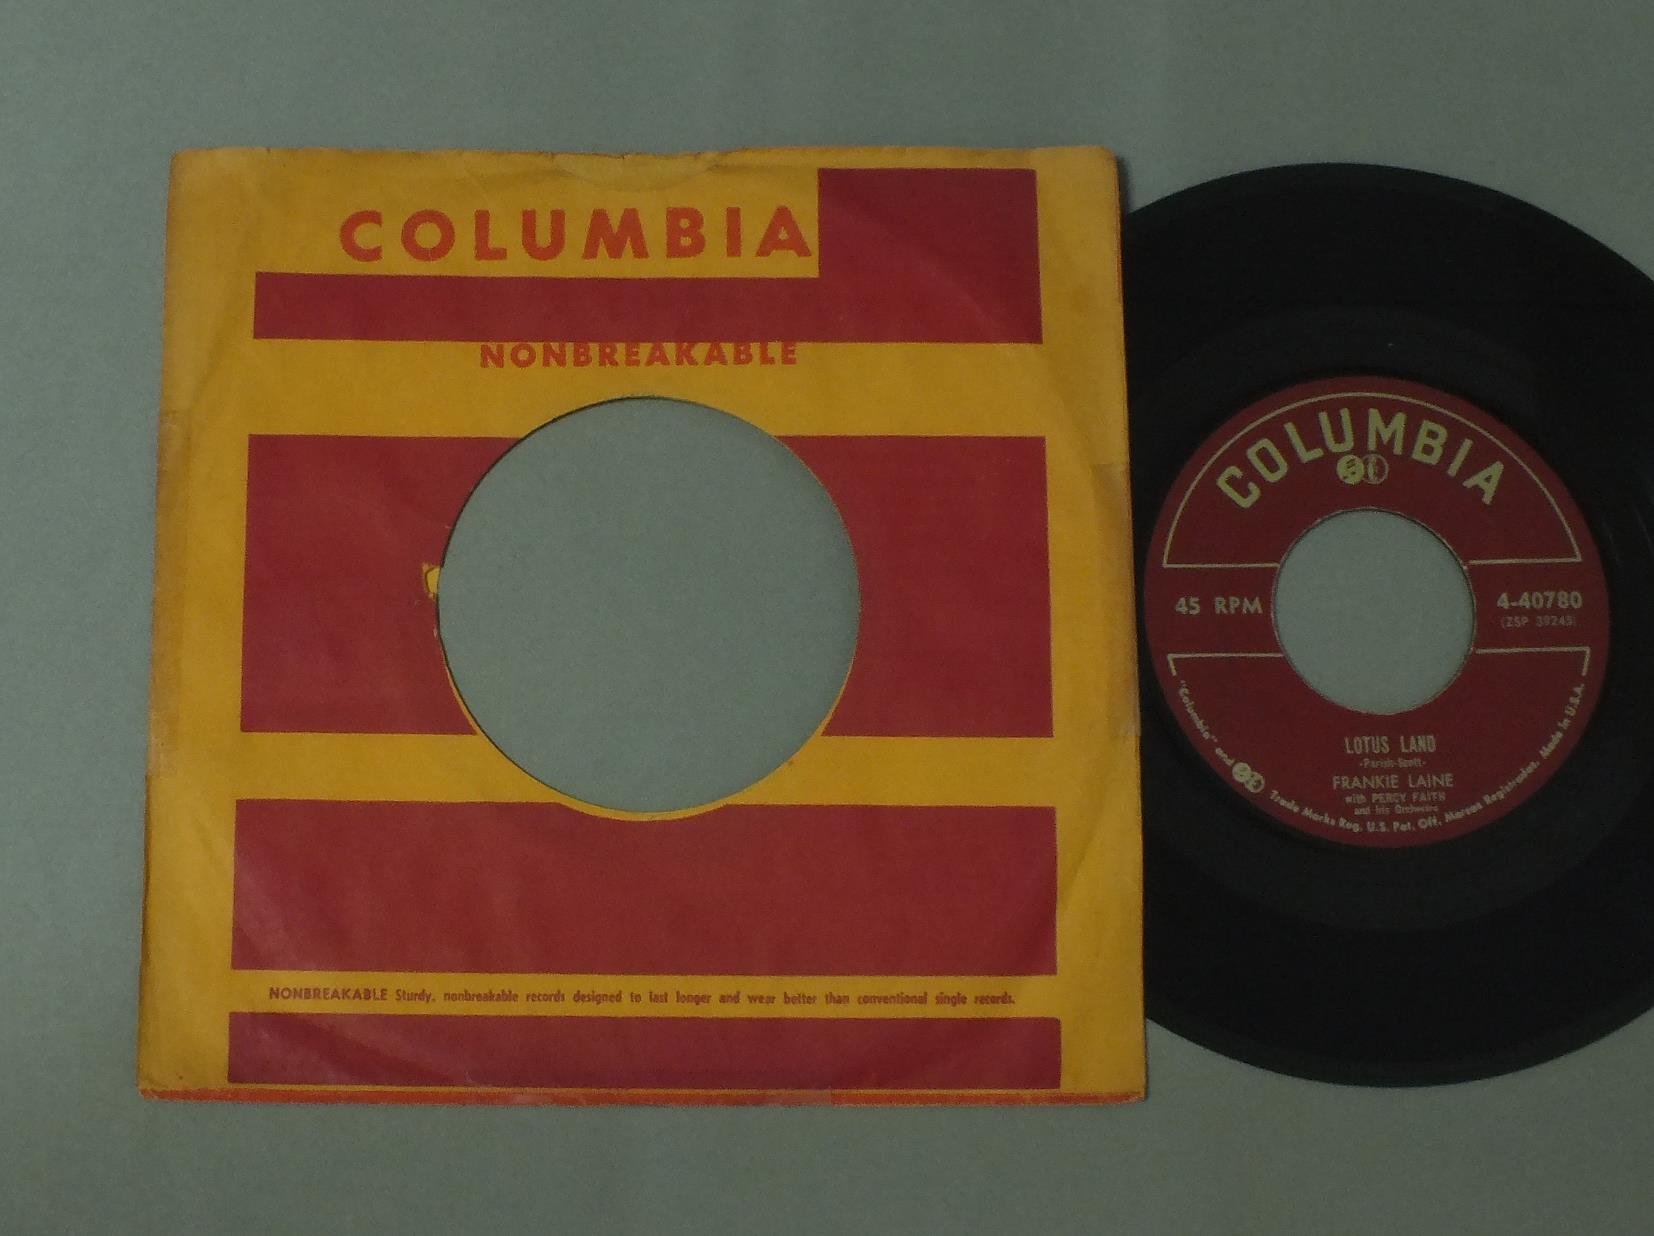 COLUMBIA
NONBREAKABLE
NONBREAKABLE Sturdy, nonbreakable records designed to last longer and wear better than conventional single records.
COLUMBIA
45 RPM
4-40780
(ZSP 39245)
LOTUS LAND
-Parish-Scott-
FRANKIE LAINE
with PERCY FAITH
and his Orchestra
"Columbia" and Trade Marks Reg. U.S. Pat. Off. Marcas Registradas. Made in U.S.A.